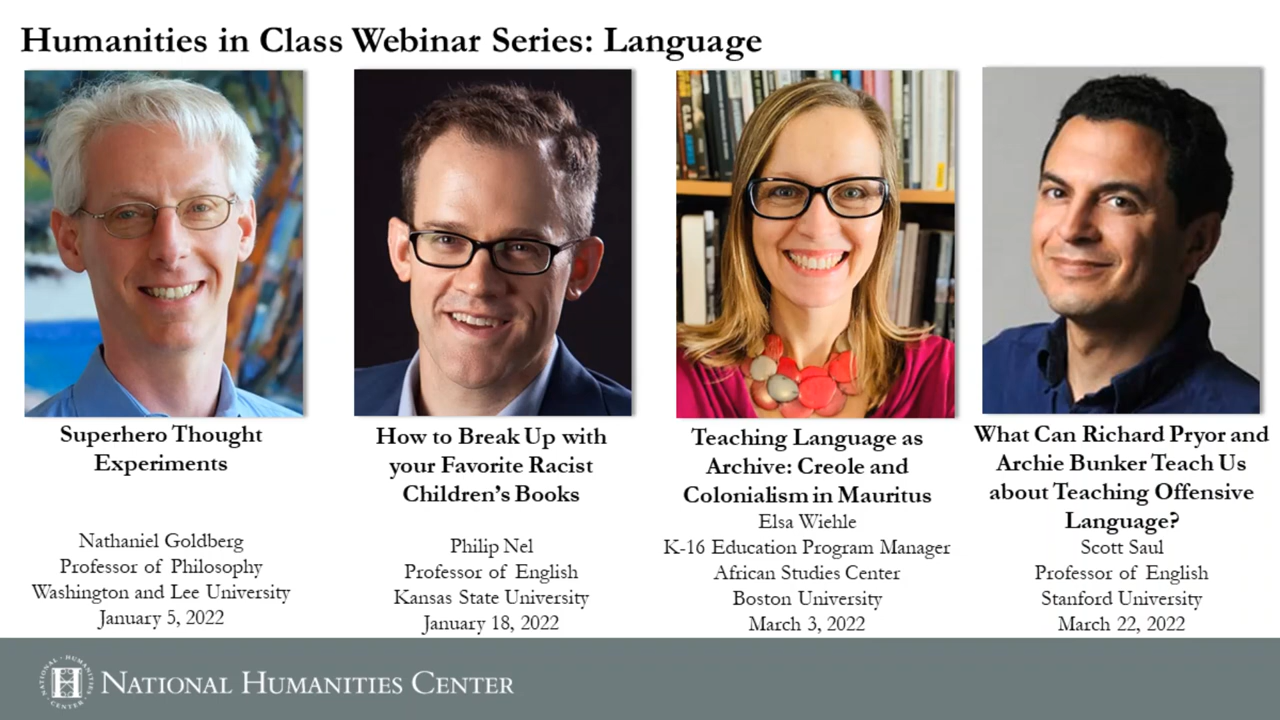 Humanities in Class Webinar Series: Language
Superhero Thought
Experiments
Nathaniel Goldberg
Professor of Philosophy
Washington and Lee University
January 5, 2022
How to Break Up with
your Favorite Racist
Children's Books
Philip Nel
Professor of English
Kansas State University
January 18, 2022
Teaching Language as
Archive: Creole and
Colonialism in Mauritus
Elsa Wiehle
K-16 Education Program Manager
African Studies Center
Boston University
March 3, 2022
What Can Richard Pryor and
Archie Bunker Teach Us
about Teaching Offensive
Language?
Scott Saul
Professor of English
Stanford University
March 22, 2022
NATIONAL · HUMANITIES · CENTER
H
NATIONAL HUMANITIES CENTER